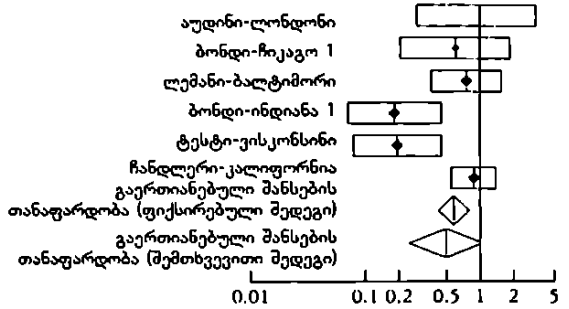 აუდინი-ლონდონი
ბონდი-ჩიკაგო 1
ლემანი-ბალტიმორი
ბონდი-ინდიანა 1
ტესტი-ვისკონსინი
ჩანდლერი-კალიფორნია
გაერთიანებული შანსების
თანაფარდობა (ფიქსირებული შედეგი)
გაერთიანებული შანსების
თანაფარდობა (შემთხვევითი შედეგი)
0.01 0.1 0.2 0.5 1 2 5